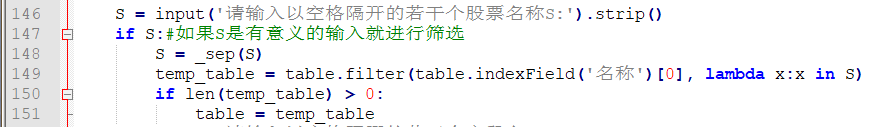 146 S = input('请输入以空格隔开的若干个股票名称S:').strip()
147 if S:#如果S是有意义的输入就进行筛选
148 S = _sep(S)
149 temp_table = table.filter(table.indexField('名称')[0], lambda x:x in S)
150 if len(temp_table) > 0:
151 table = temp_table